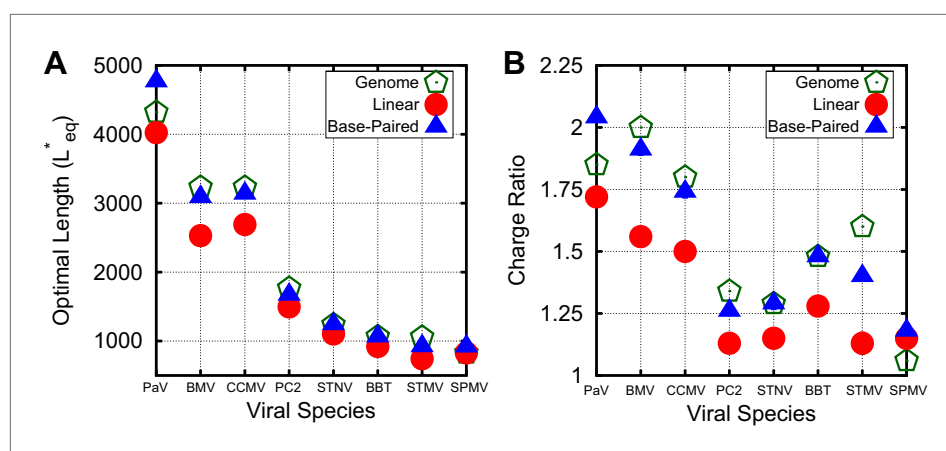 A
5000
4000
3000
2000
1000
Optimal Length (L*eq)
Genome
Linear
Base-Paired
PaV BMV CCMV PC2 STNV BBT STMV SPMV
Viral Species
B
2.25
2
1.75
1.5
1.25
1
Charge Ratio
Genome
Linear
Base-Paired
PaV BMV CCMV PC2 STNV BBT STMV SPMV
Viral Species